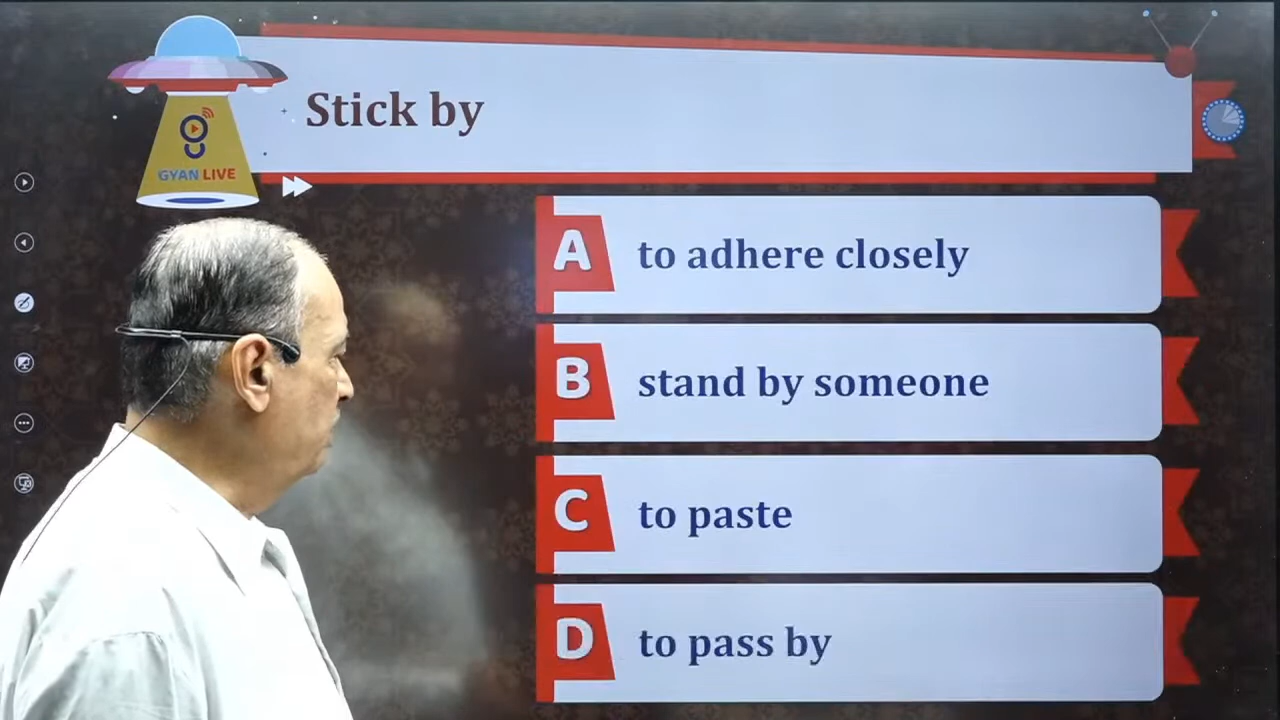 Stick by
GYAN LIVE
A to adhere closely
B stand by someone
C to paste
D to pass by